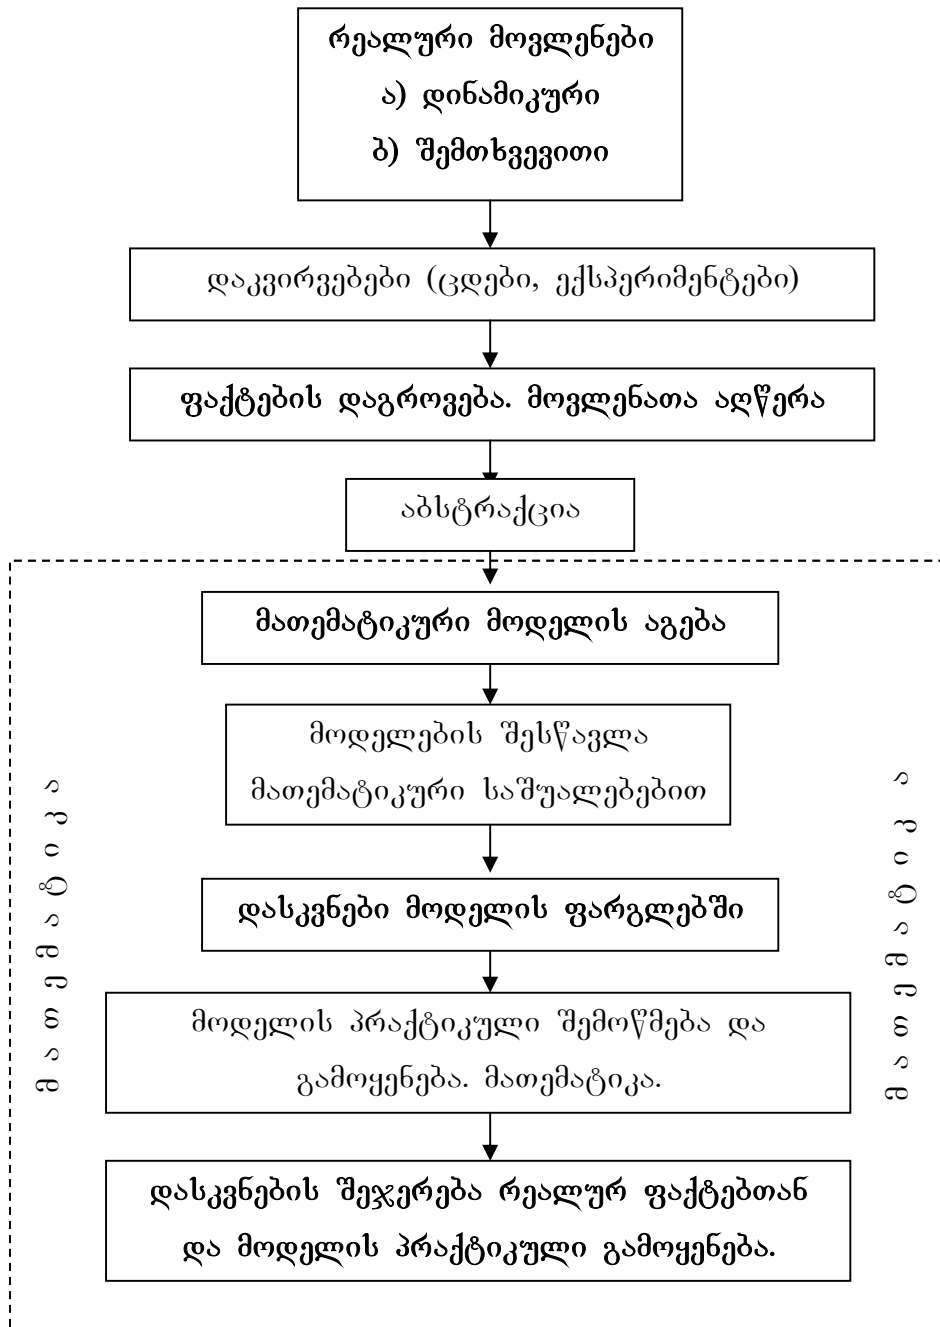 რეალური მოვლენები
ა) დინამიკური
ბ) შემთხვევითი
დაკვირვებები (ცდები, ექსპერიმენტები)
ფაქტების დაგროვება. მოვლენათა აღწერა
აბსტრაქცია
მათემატიკური მოდელის აგება
მოდელების შესწავლა
მათემატიკური საშუალებებით
დასკვნები მოდელის ფარგლებში
მოდელის პრაქტიკული შემოწმება და
გამოყენება. მათემატიკა.
დასკვნების შეჯერება რეალურ ფაქტებთან
და მოდელის პრაქტიკული გამოყენება.
მათემატიკა
მათემატიკა